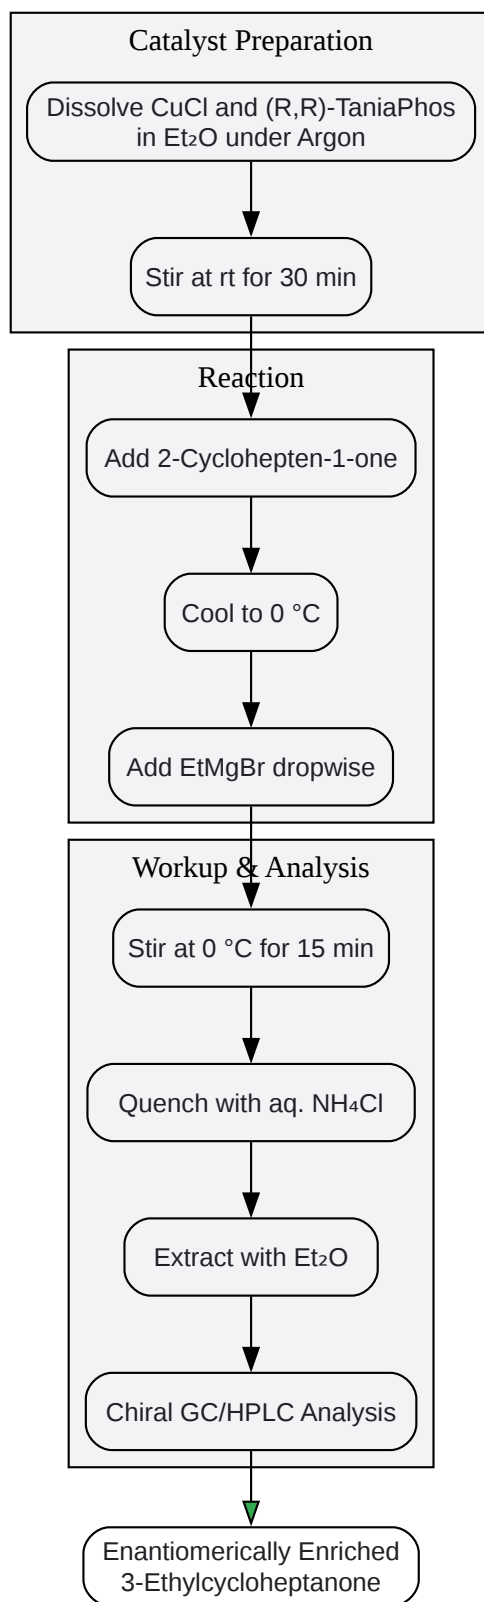 Catalyst Preparation
Dissolve CuCl and (R,R)-TaniaPhos
in Et₂O under Argon
Stir at rt for 30 min
Reaction
Add 2-Cyclohepten-1-one
Cool to 0 °C
Add EtMgBr dropwise
Workup & Analysis
Stir at 0 °C for 15 min
Quench with aq. NH₄Cl
Extract with Et₂O
Chiral GC/HPLC Analysis
Enantiomerically Enriched
3-Ethylcycloheptanone